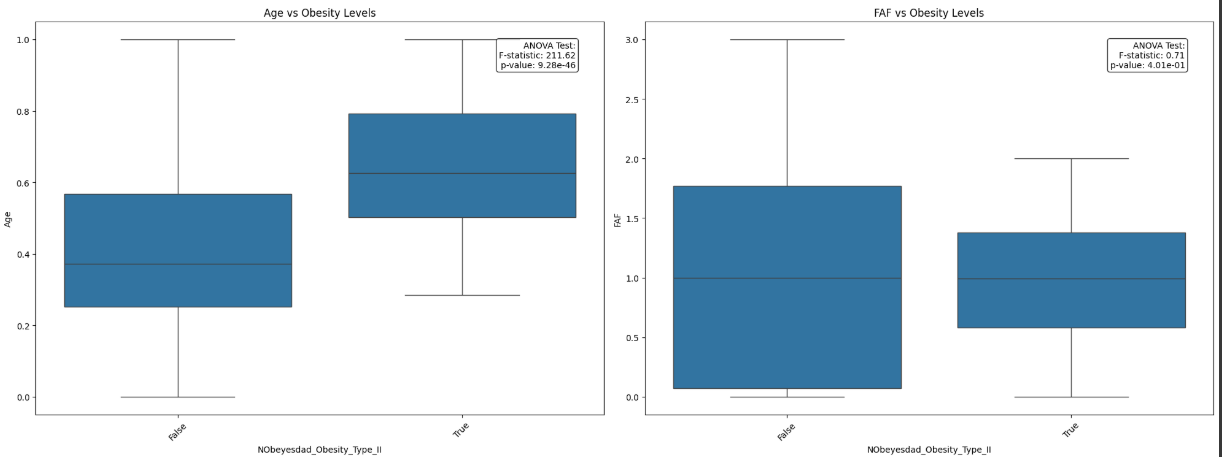 Age vs Obesity Levels
1.0
0.8
0.6
0.4
0.2
0.0
Age
ANOVA Test:
F-statistic: 211.62
p-value: 9.28e-46
False
True
NObeyesdad_Obesity_Type_II
FAF vs Obesity Levels
3.0
2.5
2.0
1.5
1.0
0.5
0.0
FAF
ANOVA Test:
F-statistic: 0.71
p-value: 4.01e-01
False
True
NObeyesdad_Obesity_Type_II